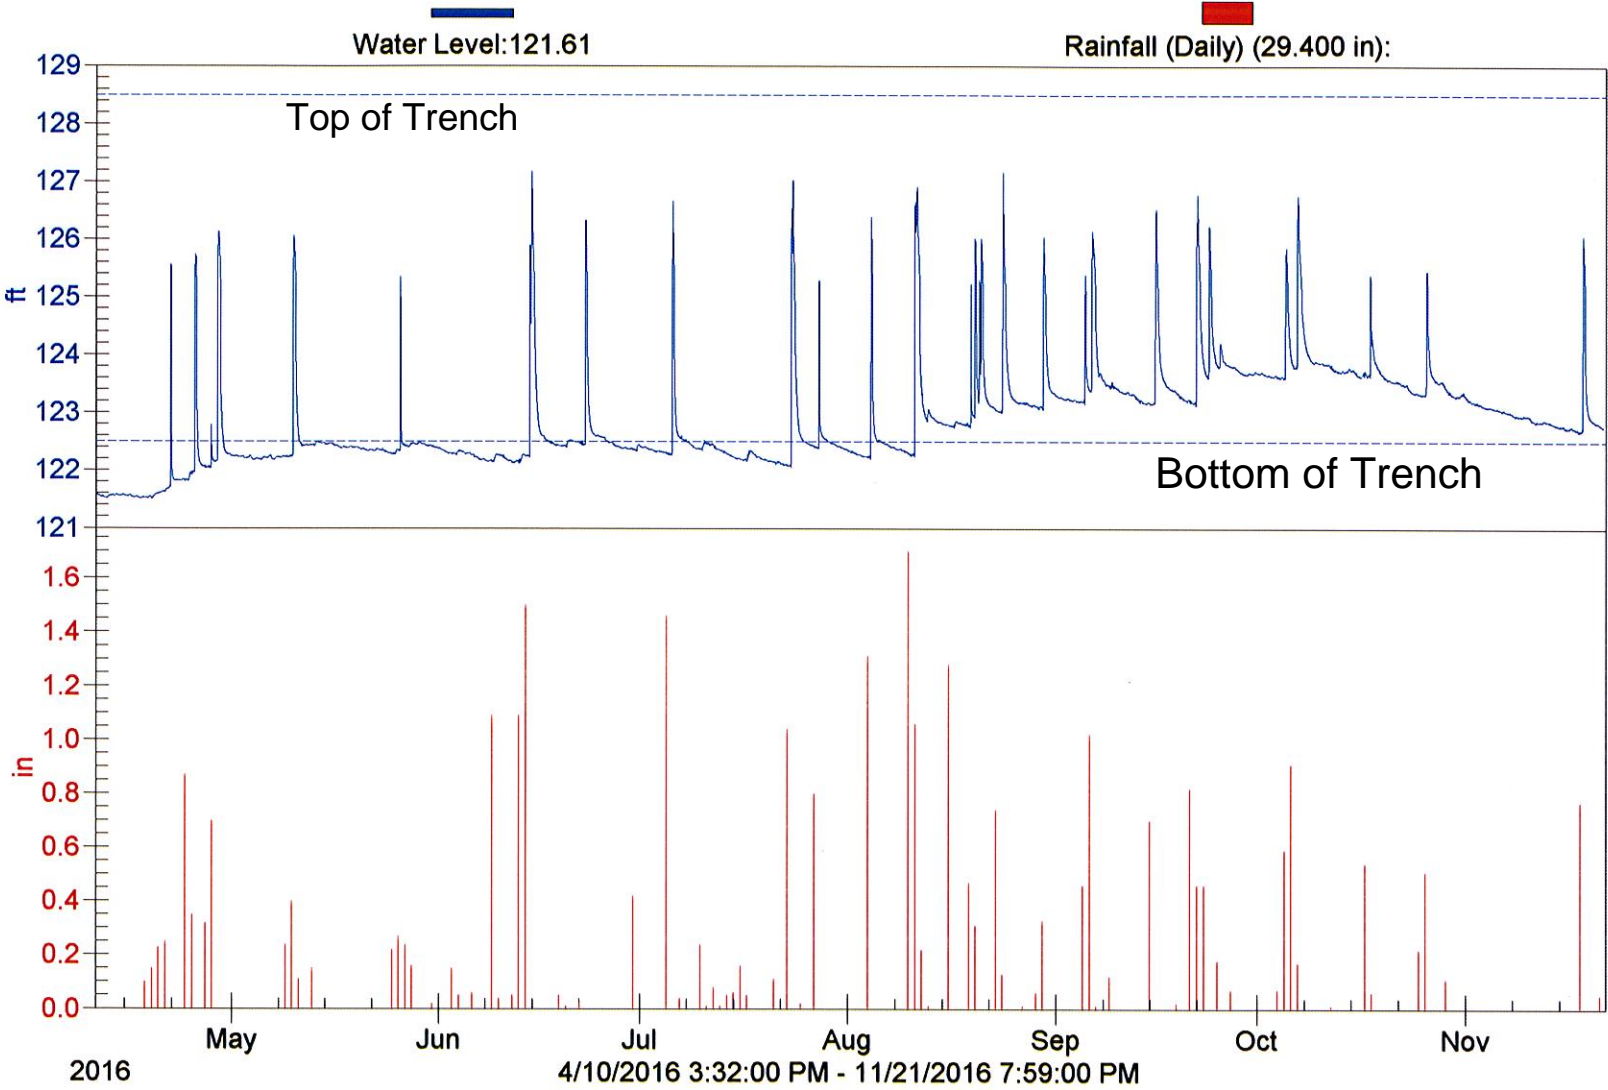 Water Level:121.61
Rainfall (Daily) (29.400 in):
129
128
127
126
125
124
123
122
121
ft
Top of Trench
Bottom of Trench
1.6
1.4
1.2
1.0
0.8
0.6
0.4
0.2
0.0
in
May Jun Jul Aug Sep Oct Nov
2016
4/10/2016 3:32:00 PM - 11/21/2016 7:59:00 PM